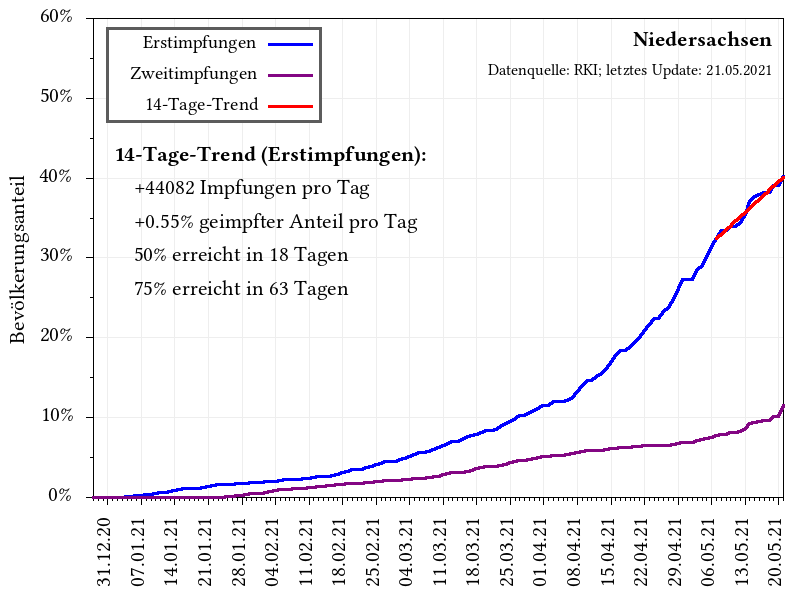 60%
50%
40%
30%
20%
10%
0%
Bevölkerungsanteil
Erstimpfungen
Zweitimpfungen
14-Tage-Trend
Niedersachsen
Datenquelle: RKI; letztes Update: 21.05.2021
14-Tage-Trend (Erstimpfungen):
+44082 Impfungen pro Tag
+0.55% geimpfter Anteil pro Tag
50% erreicht in 18 Tagen
75% erreicht in 63 Tagen
31.12.20
07.01.21
14.01.21
21.01.21
28.01.21
04.02.21
11.02.21
18.02.21
25.02.21
04.03.21
11.03.21
18.03.21
25.03.21
01.04.21
08.04.21
15.04.21
22.04.21
29.04.21
06.05.21
13.05.21
20.05.21